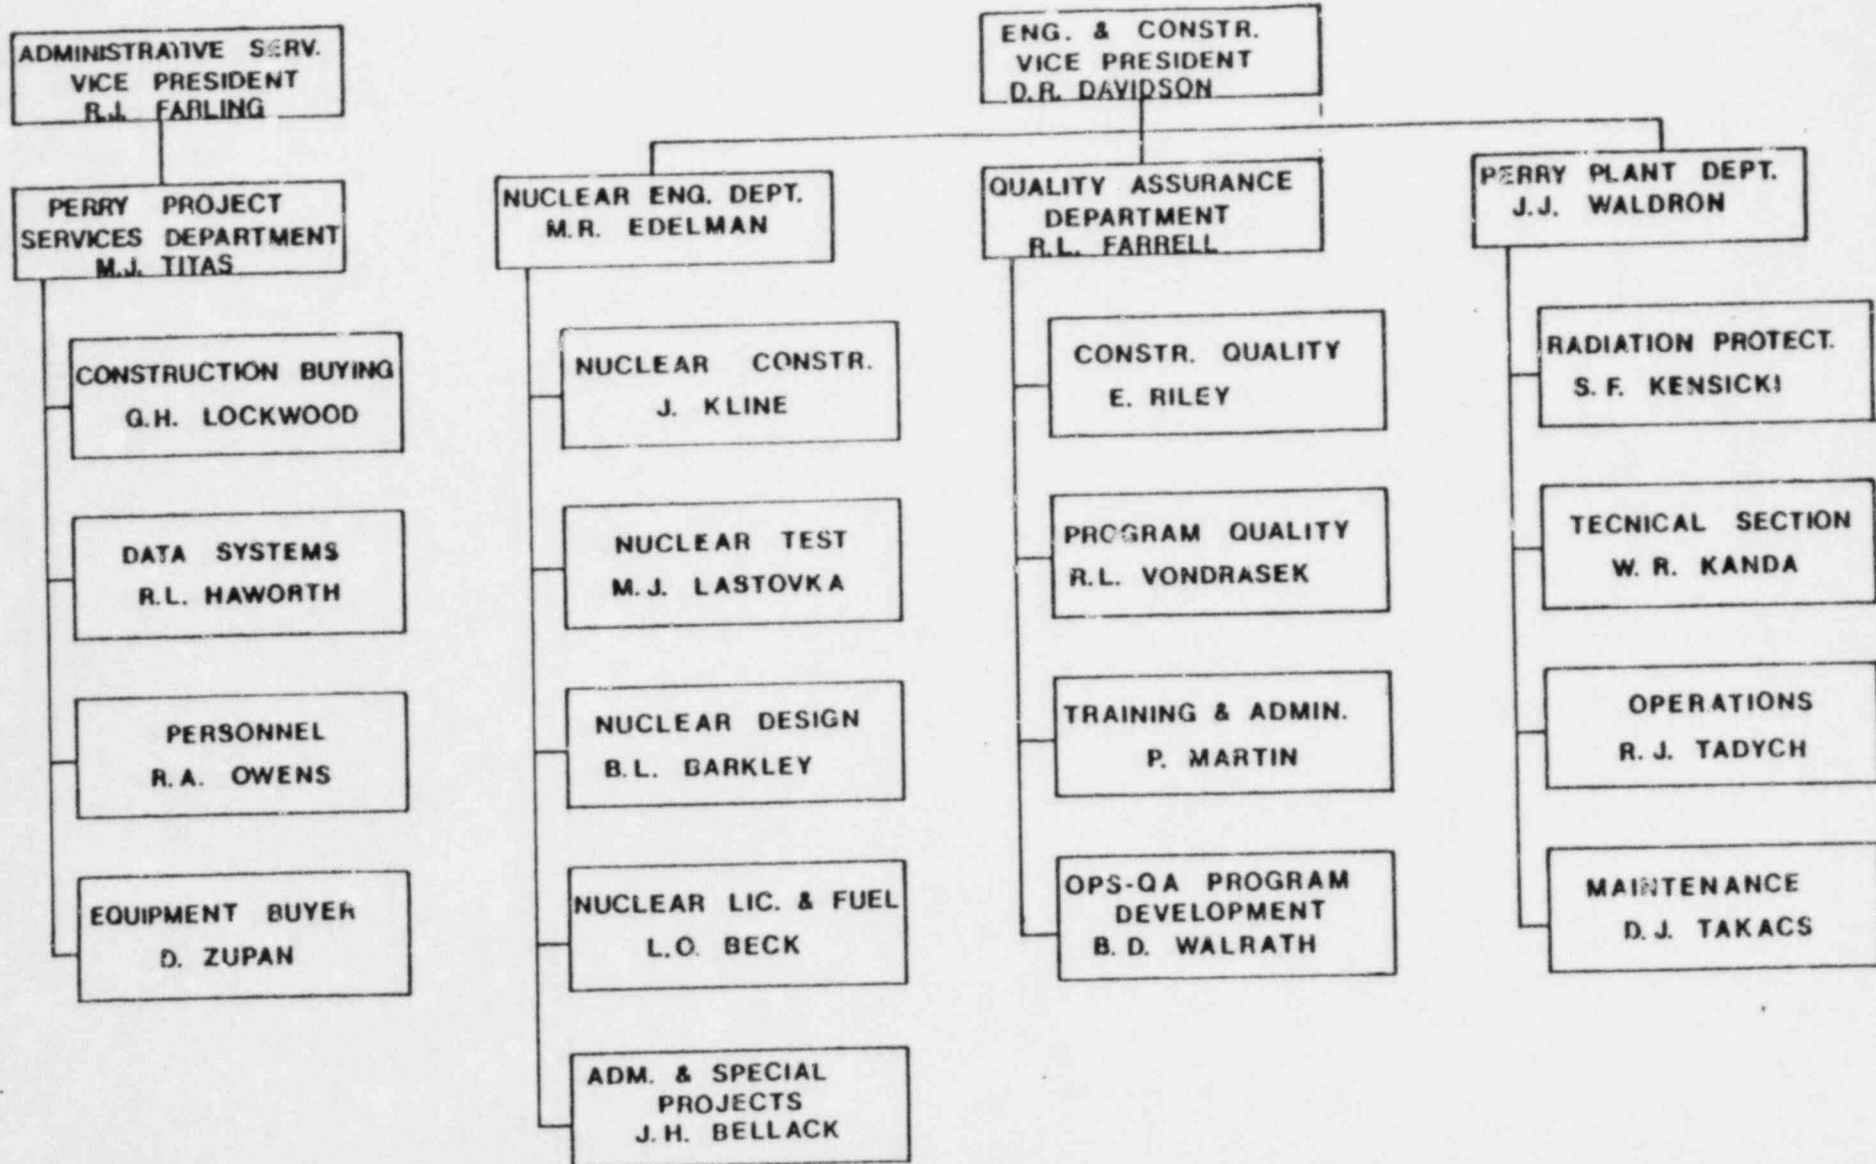 ADMINISTRATIVE SERV.
VICE PRESIDENT
R.J. FARLING
ENG. & CONSTR.
VICE PRESIDENT
D.R. DAVIDSON
PERRY PROJECT
SERVICES DEPARTMENT
M.J. TITAS
NUCLEAR ENG. DEPT.
M.R. EDELMAN
QUALITY ASSURANCE
DEPARTMENT
R.L. FARRELL
PERRY PLANT DEPT.
J.J. WALDRON
CONSTRUCTION BUYING
G.H. LOCKWOOD
DATA SYSTEMS
R.L. HAWORTH
PERSONNEL
R.A. OWENS
EQUIPMENT BUYER
D. ZUPAN
NUCLEAR CONSTR.
J. KLINE
NUCLEAR TEST
M.J. LASTOVKA
NUCLEAR DESIGN
B.L. BARKLEY
NUCLEAR LIC. & FUEL
L.O. BECK
ADM. & SPECIAL
PROJECTS
J.H. BELLACK
CONSTR. QUALITY
E. RILEY
PROGRAM QUALITY
R.L. VONDRASEK
TRAINING & ADMIN.
P. MARTIN
OPS-QA PROGRAM
DEVELOPMENT
B.D. WALRATH
RADIATION PROTECT.
S.F. KENSICKI
TECNICAL SECTION
W.R. KANDA
OPERATIONS
R.J. TADYCH
MAINTENANCE
D.J. TAKACS